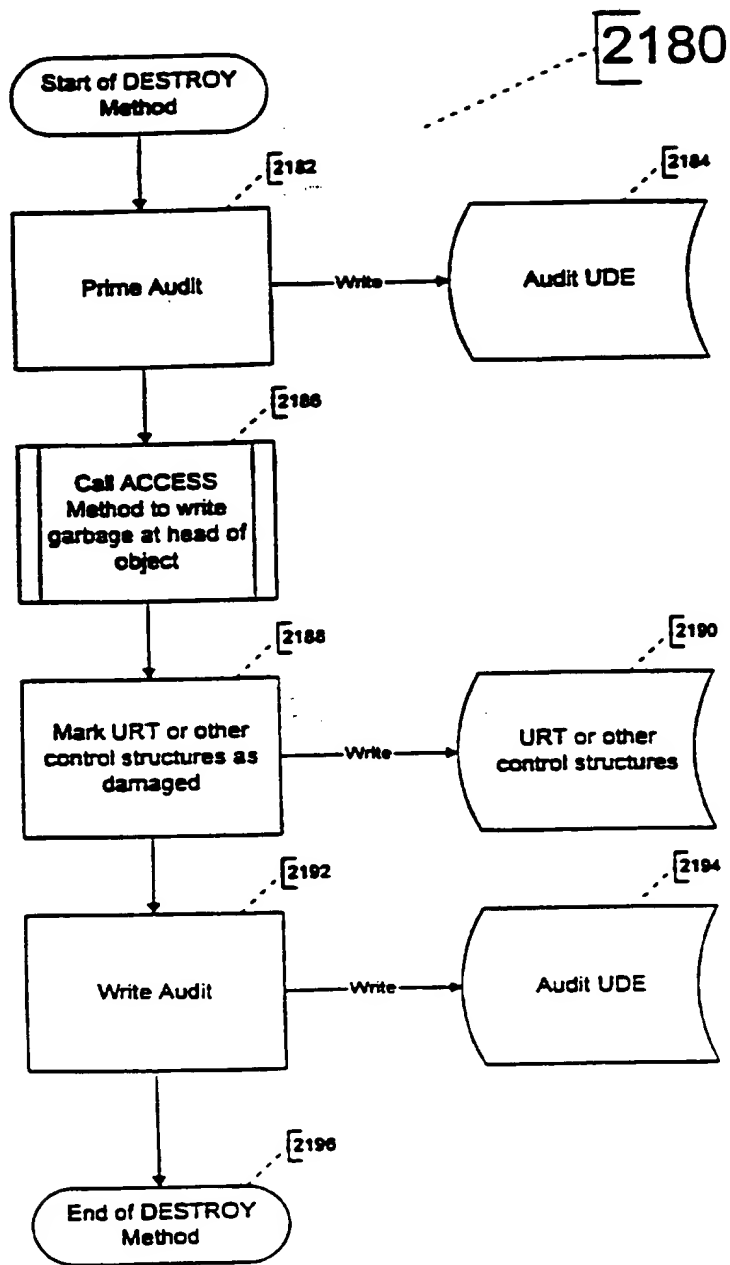 2180
Start of DESTROY
Method
2182
2184
Prime Audit
Write
Audit UDE
2186
Call ACCESS
Method to write
garbage at head of
object
2188
2190
Mark URT or other
control structures as
damaged
Write
URT or other
control structures
2192
2194
Write Audit
Write
Audit UDE
2196
End of DESTROY
Method